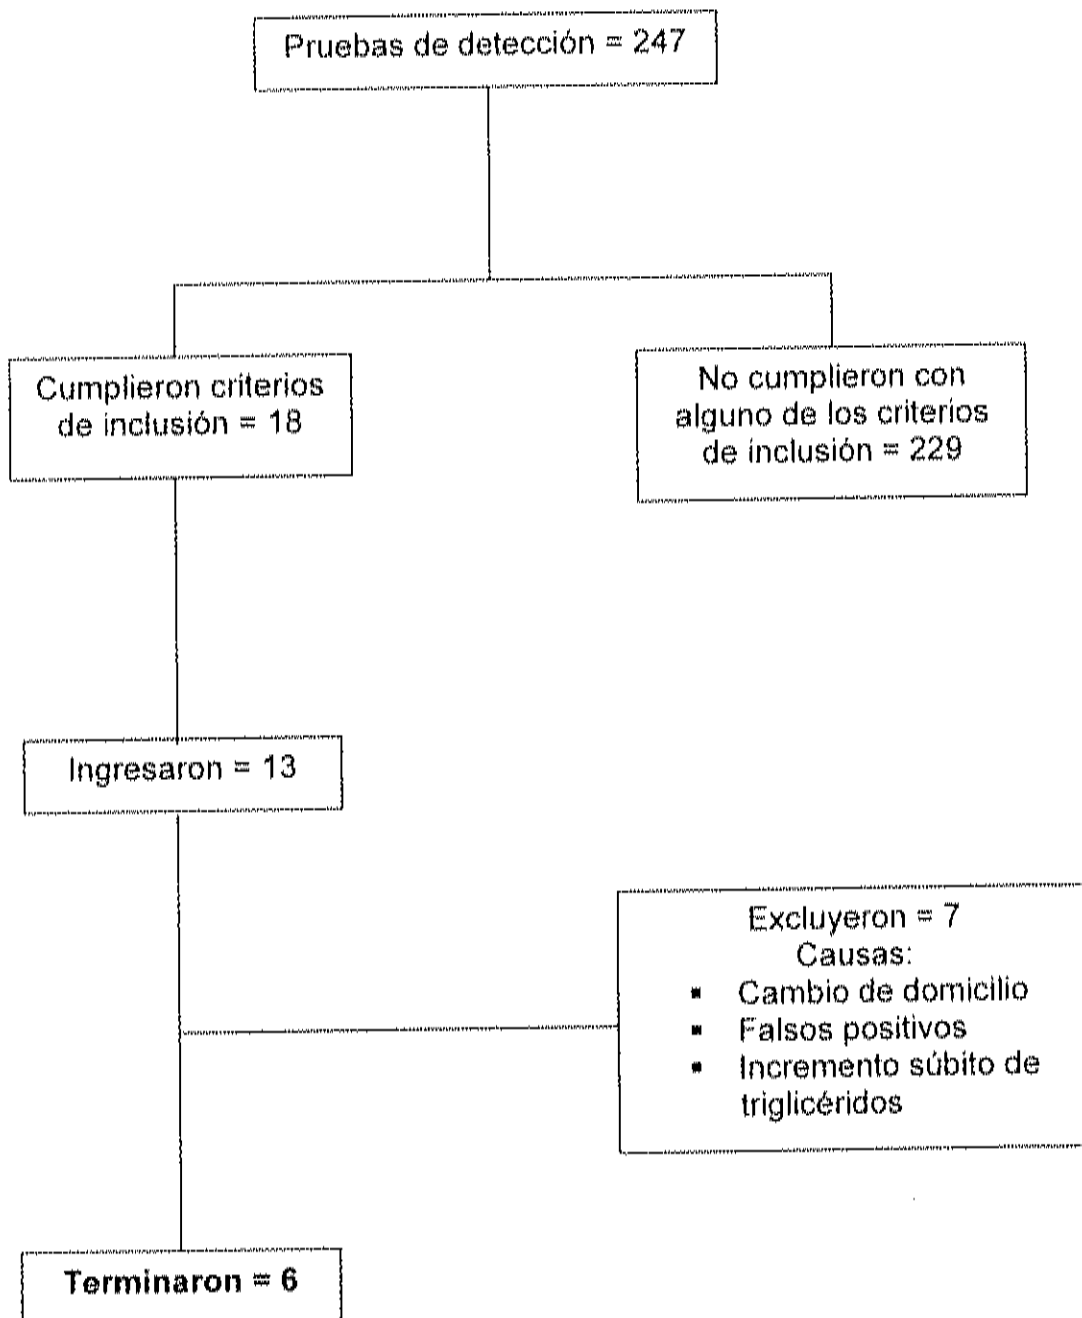 Pruebas de detección = 247
Cumplieron criterios
de inclusión = 18
No cumplieron con
alguno de los criterios
de inclusión = 229
Ingresaron = 13
Excluyeron = 7
Causas:
▪ Cambio de domicilio
▪ Falsos positivos
▪ Incremento súbito de
triglicéridos
Terminaron = 6